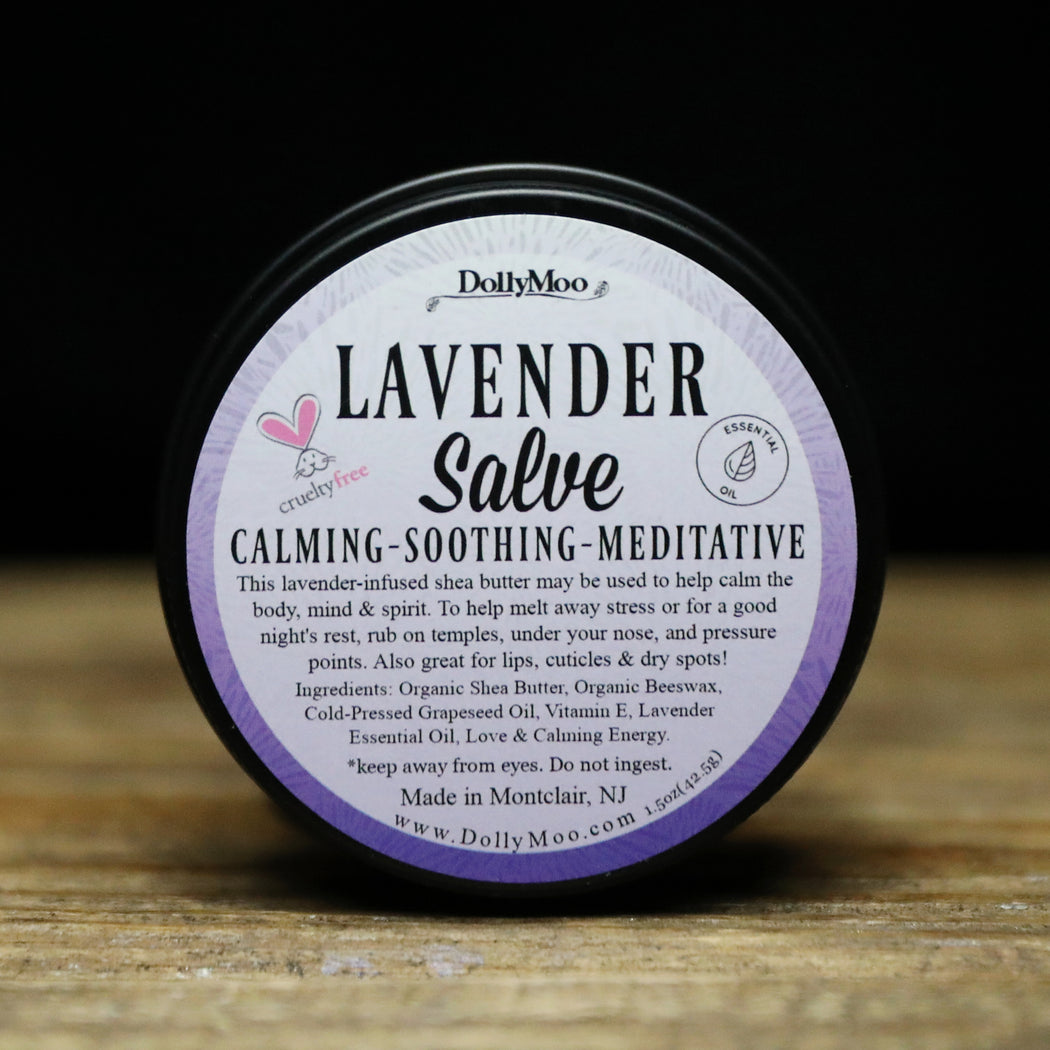 DollyMoo
LAVENDER
Salve
crueltyfree
ESSENTIAL
OIL
CALMING-SOOTHING-MEDITATIVE
This lavender-infused shea butter may be used to help calm the
body, mind & spirit. To help melt away stress or for a good
night's rest, rub on temples, under your nose, and pressure
points. Also great for lips, cuticles & dry spots!
Ingredients: Organic Shea Butter, Organic Beeswax,
Cold-Pressed Grapeseed Oil, Vitamin E, Lavender
Essential Oil, Love & Calming Energy.
*keep away from eyes. Do not ingest.
Made in Montclair, NJ
www.DollyMoo.com
1.5oz(42.5g)